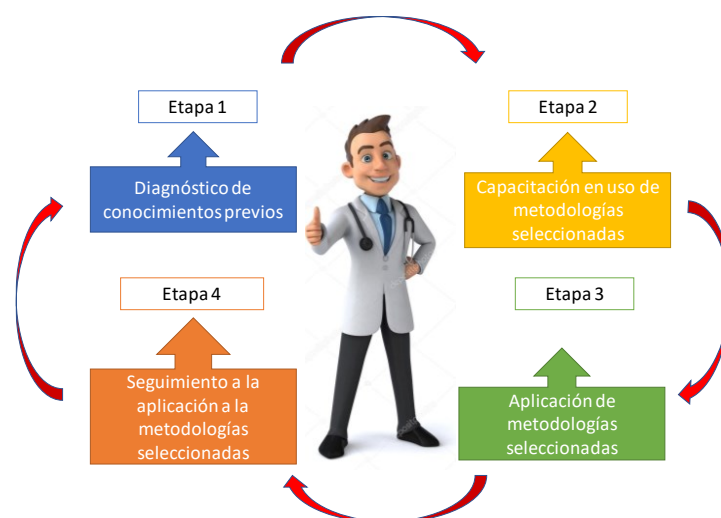 Etapa 1
Diagnóstico de
conocimientos previos
Etapa 2
Capacitación en uso de
metodologías
seleccionadas
Etapa 3
Aplicación de
metodologías
seleccionadas
Etapa 4
Seguimiento a la
aplicación a la
metodologías
seleccionadas